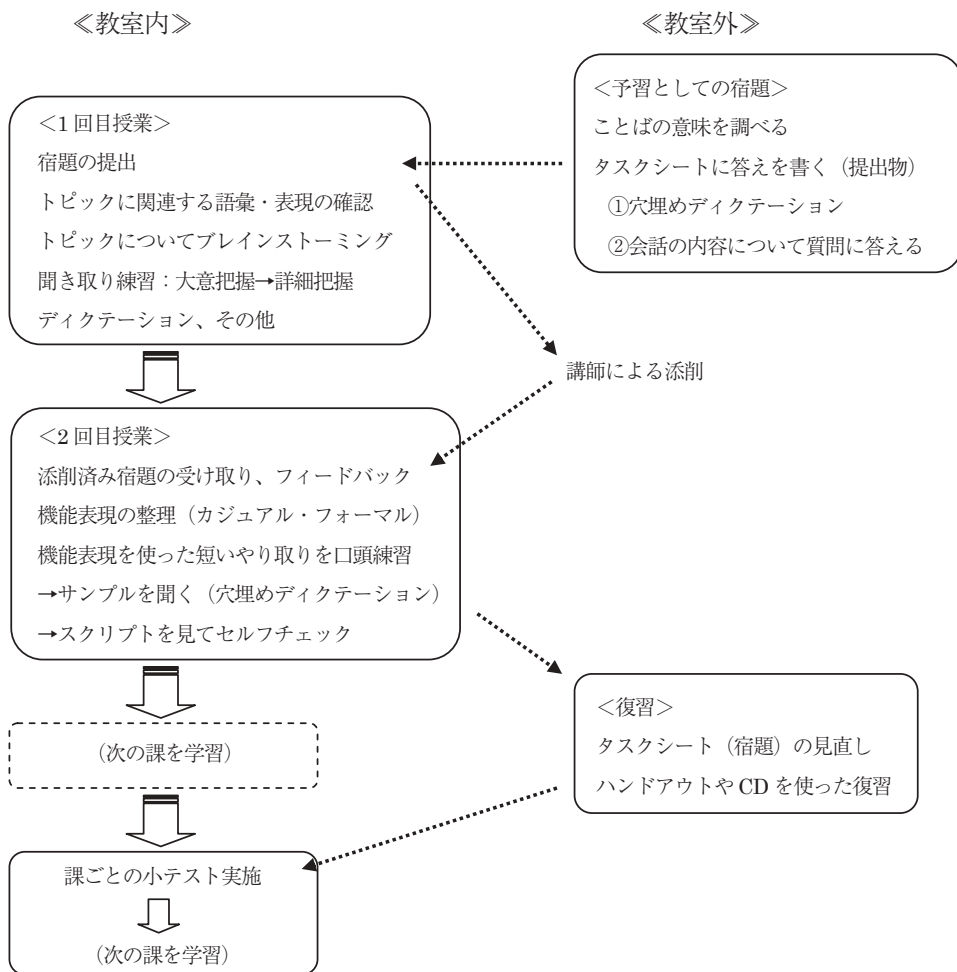 ≪教室内≫
≪教室外≫
＜予習としての宿題＞
ことばの意味を調べる
タスクシートに答えを書く（提出物）
①穴埋めディクテーション
②会話の内容について質問に答える
＜1回目授業＞
宿題の提出
トピックに関連する語彙・表現の確認
トピックについてブレインストーミング
聞き取り練習：大意把握→詳細把握
ディクテーション、その他
講師による添削
＜2回目授業＞
添削済み宿題の受け取り、フィードバック
機能表現の整理（カジュアル・フォーマル）
機能表現を使った短いやり取りを口頭練習
→サンプルを聞く（穴埋めディクテーション）
→スクリプトを見てセルフチェック
＜復習＞
タスクシート（宿題）の見直し
ハンドアウトや CD を使った復習
（次の課を学習）
課ごとの小テスト実施
（次の課を学習）